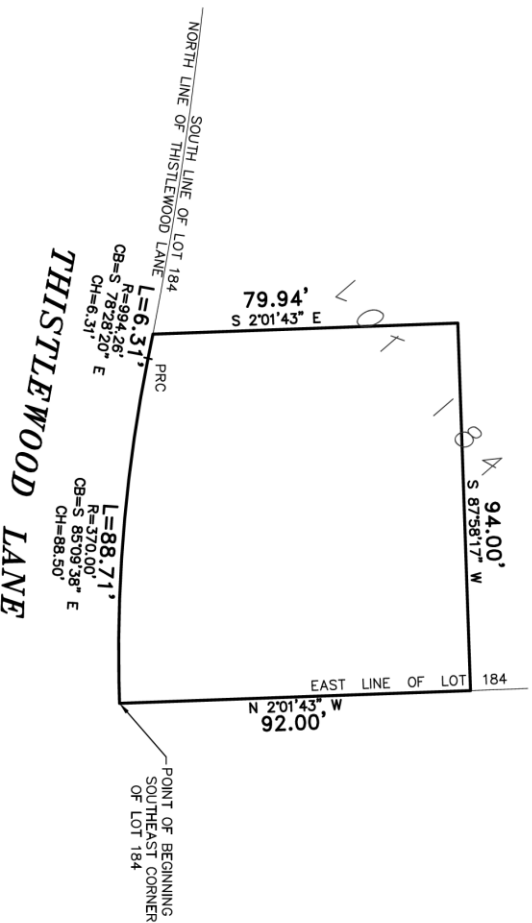 NORTH LINE OF THISTLEWOOD LANE
SOUTH LINE OF LOT 184
L=6.31'
R=994.26'
CB=S 78°28'20" E
CH=6.31'
PRC
THISTLEWOOD LANE
79.94'
S 2°01'43" E
LOT 184
94.00'
S 87°58'17" W
L=88.71'
R=370.00'
CB=S 85°09'38" E
CH=88.50'
EAST LINE OF LOT 184
N 2°01'43" W
92.00'
POINT OF BEGINNING
SOUTHEAST CORNER
OF LOT 184